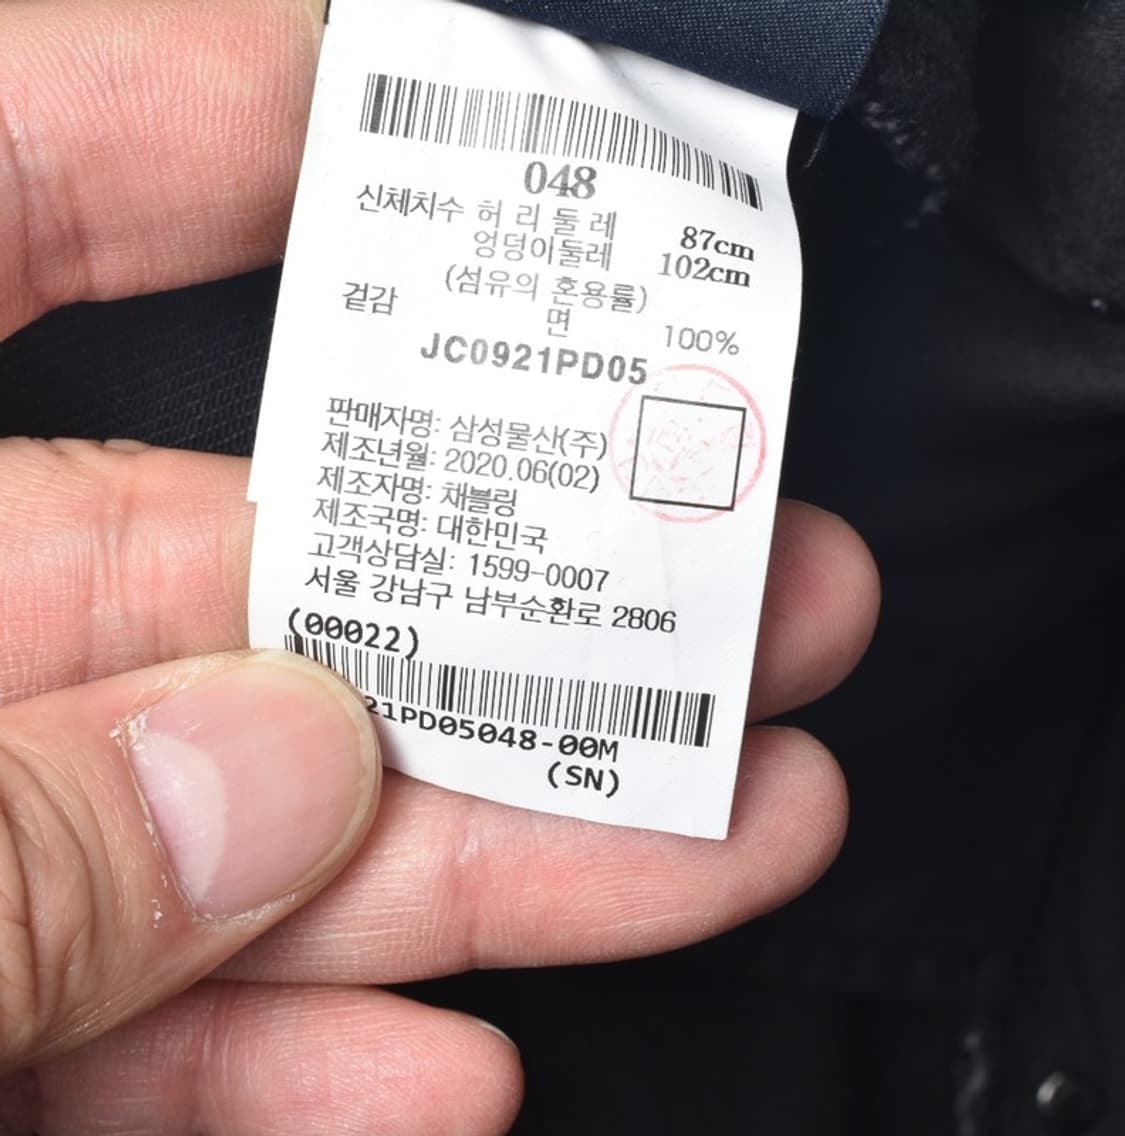 048
신체치수 허리둘레 87cm
엉덩이둘레 102cm
(섬유의 혼용률)
겉감 면 100%
JC0921PD05
판매자명: 삼성물산(주)
제조년월: 2020.06(02)
제조자명: 채블링
제조국명: 대한민국
고객상담실: 1599-0007
서울 강남구 남부순환로 2806
(00022)
21PD05048-00M
(SN)